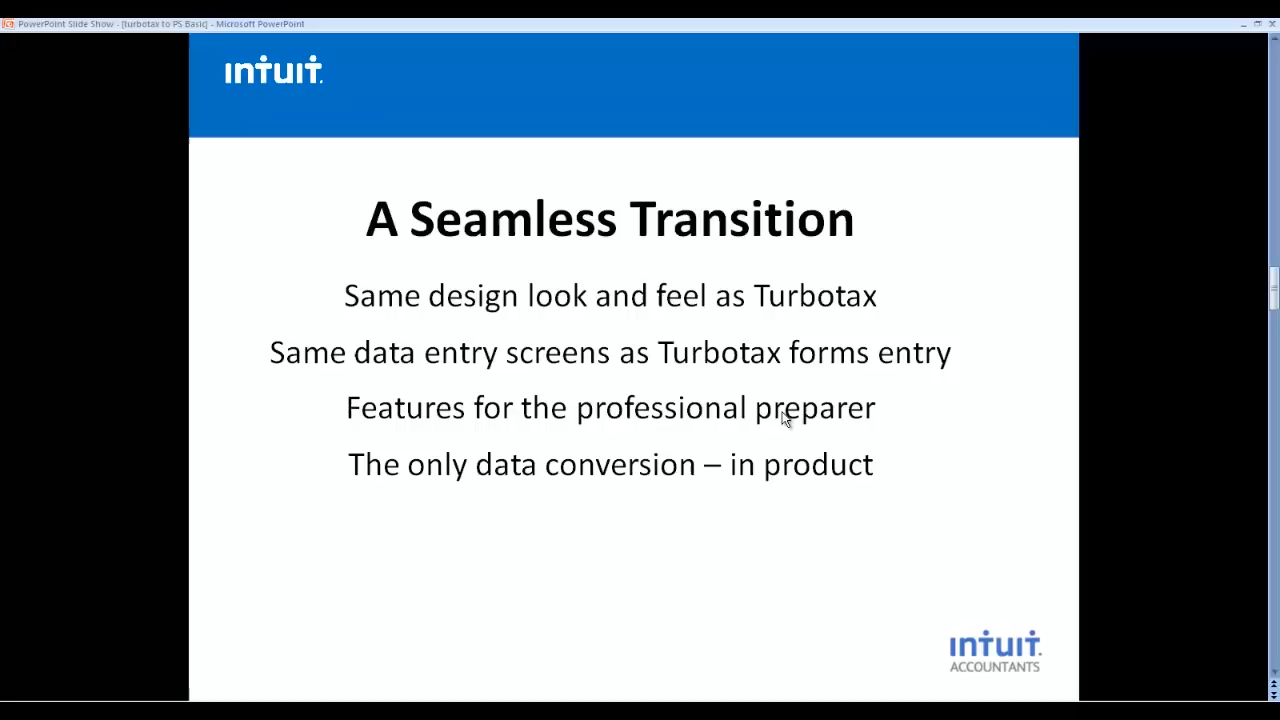 PowerPoint Slide Show - [turbotax to PS.Basic] - Microsoft PowerPoint
intuit.
A Seamless Transition
Same design look and feel as Turbotax
Same data entry screens as Turbotax forms entry
Features for the professional preparer
The only data conversion – in product
intuit.
ACCOUNTANTS